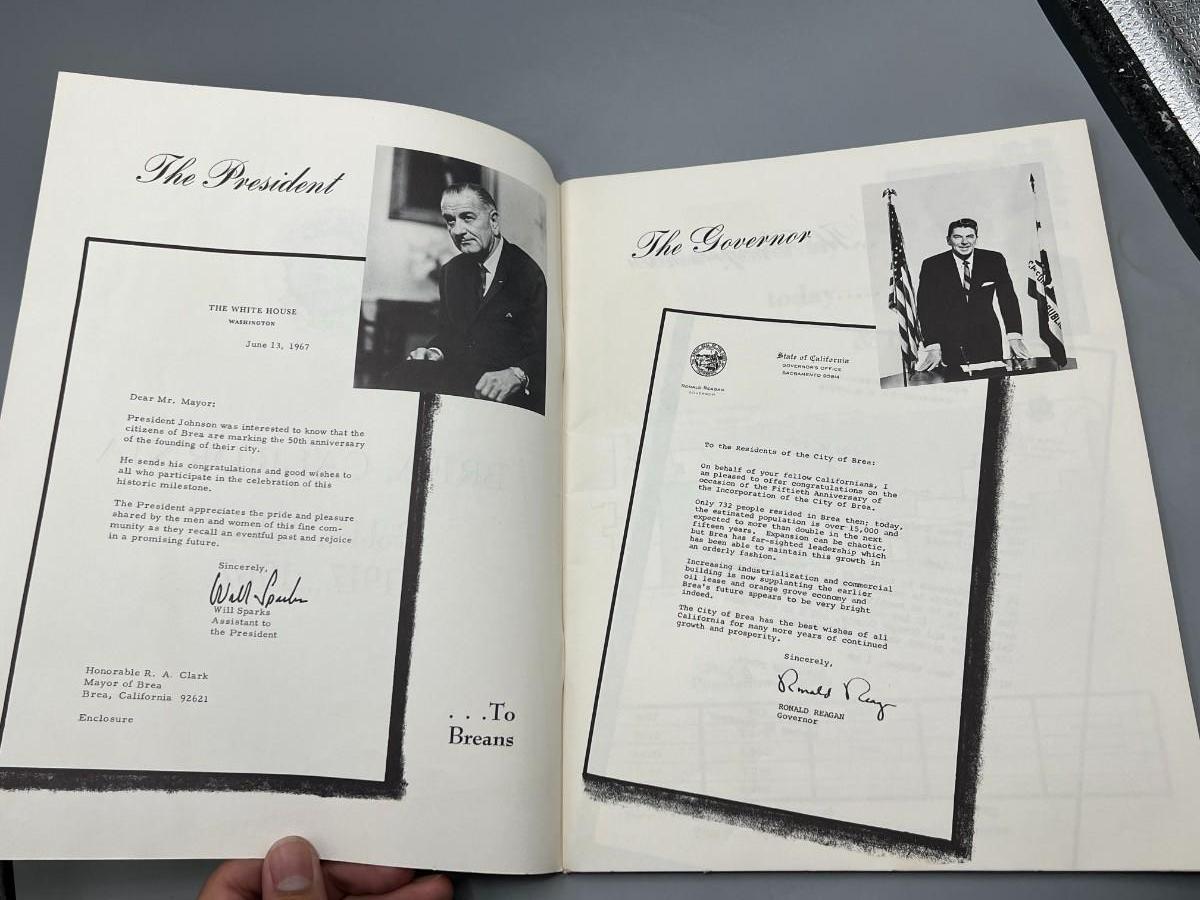 The President
THE WHITE HOUSE
WASHINGTON
June 13, 1967
Dear Mr. Mayor:
President Johnson was interested to know that the
citizens of Brea are marking the 50th anniversary
of the founding of their city.
He sends his congratulations and good wishes to
all who participate in the celebration of this
historic milestone.
The President appreciates the pride and pleasure
shared by the men and women of this fine com-
munity as they recall an eventful past and rejoice
in a promising future.
Sincerely,
Will Sparks
Will Sparks
Assistant to
the President
Honorable R. A. Clark
Mayor of Brea
Brea, California 92621
Enclosure
. . .To
Breans
The Governor
RONALD REAGAN
GOVERNOR
State of California
GOVERNOR'S OFFICE
SACRAMENTO 95814
To the Residents of the City of Brea:
On behalf of your fellow Californians, I
am pleased to offer congratulations on the
occasion of the Fiftieth Anniversary of
the Incorporation of the City of Brea.
Only 732 people resided in Brea then; today,
the estimated population is over 15,000 and
expected to more than double in the next
fifteen years. Expansion can be chaotic,
but Brea has far-sighted leadership which
has been able to maintain this growth in
an orderly fashion.
Increasing industrialization and commercial
building is now supplanting the earlier
oil lease and orange grove economy and
Brea's future appears to be very bright
indeed.
The City of Brea has the best wishes of all
California for many more years of continued
growth and prosperity.
Sincerely,
Ronald Reagan
RONALD REAGAN
Governor